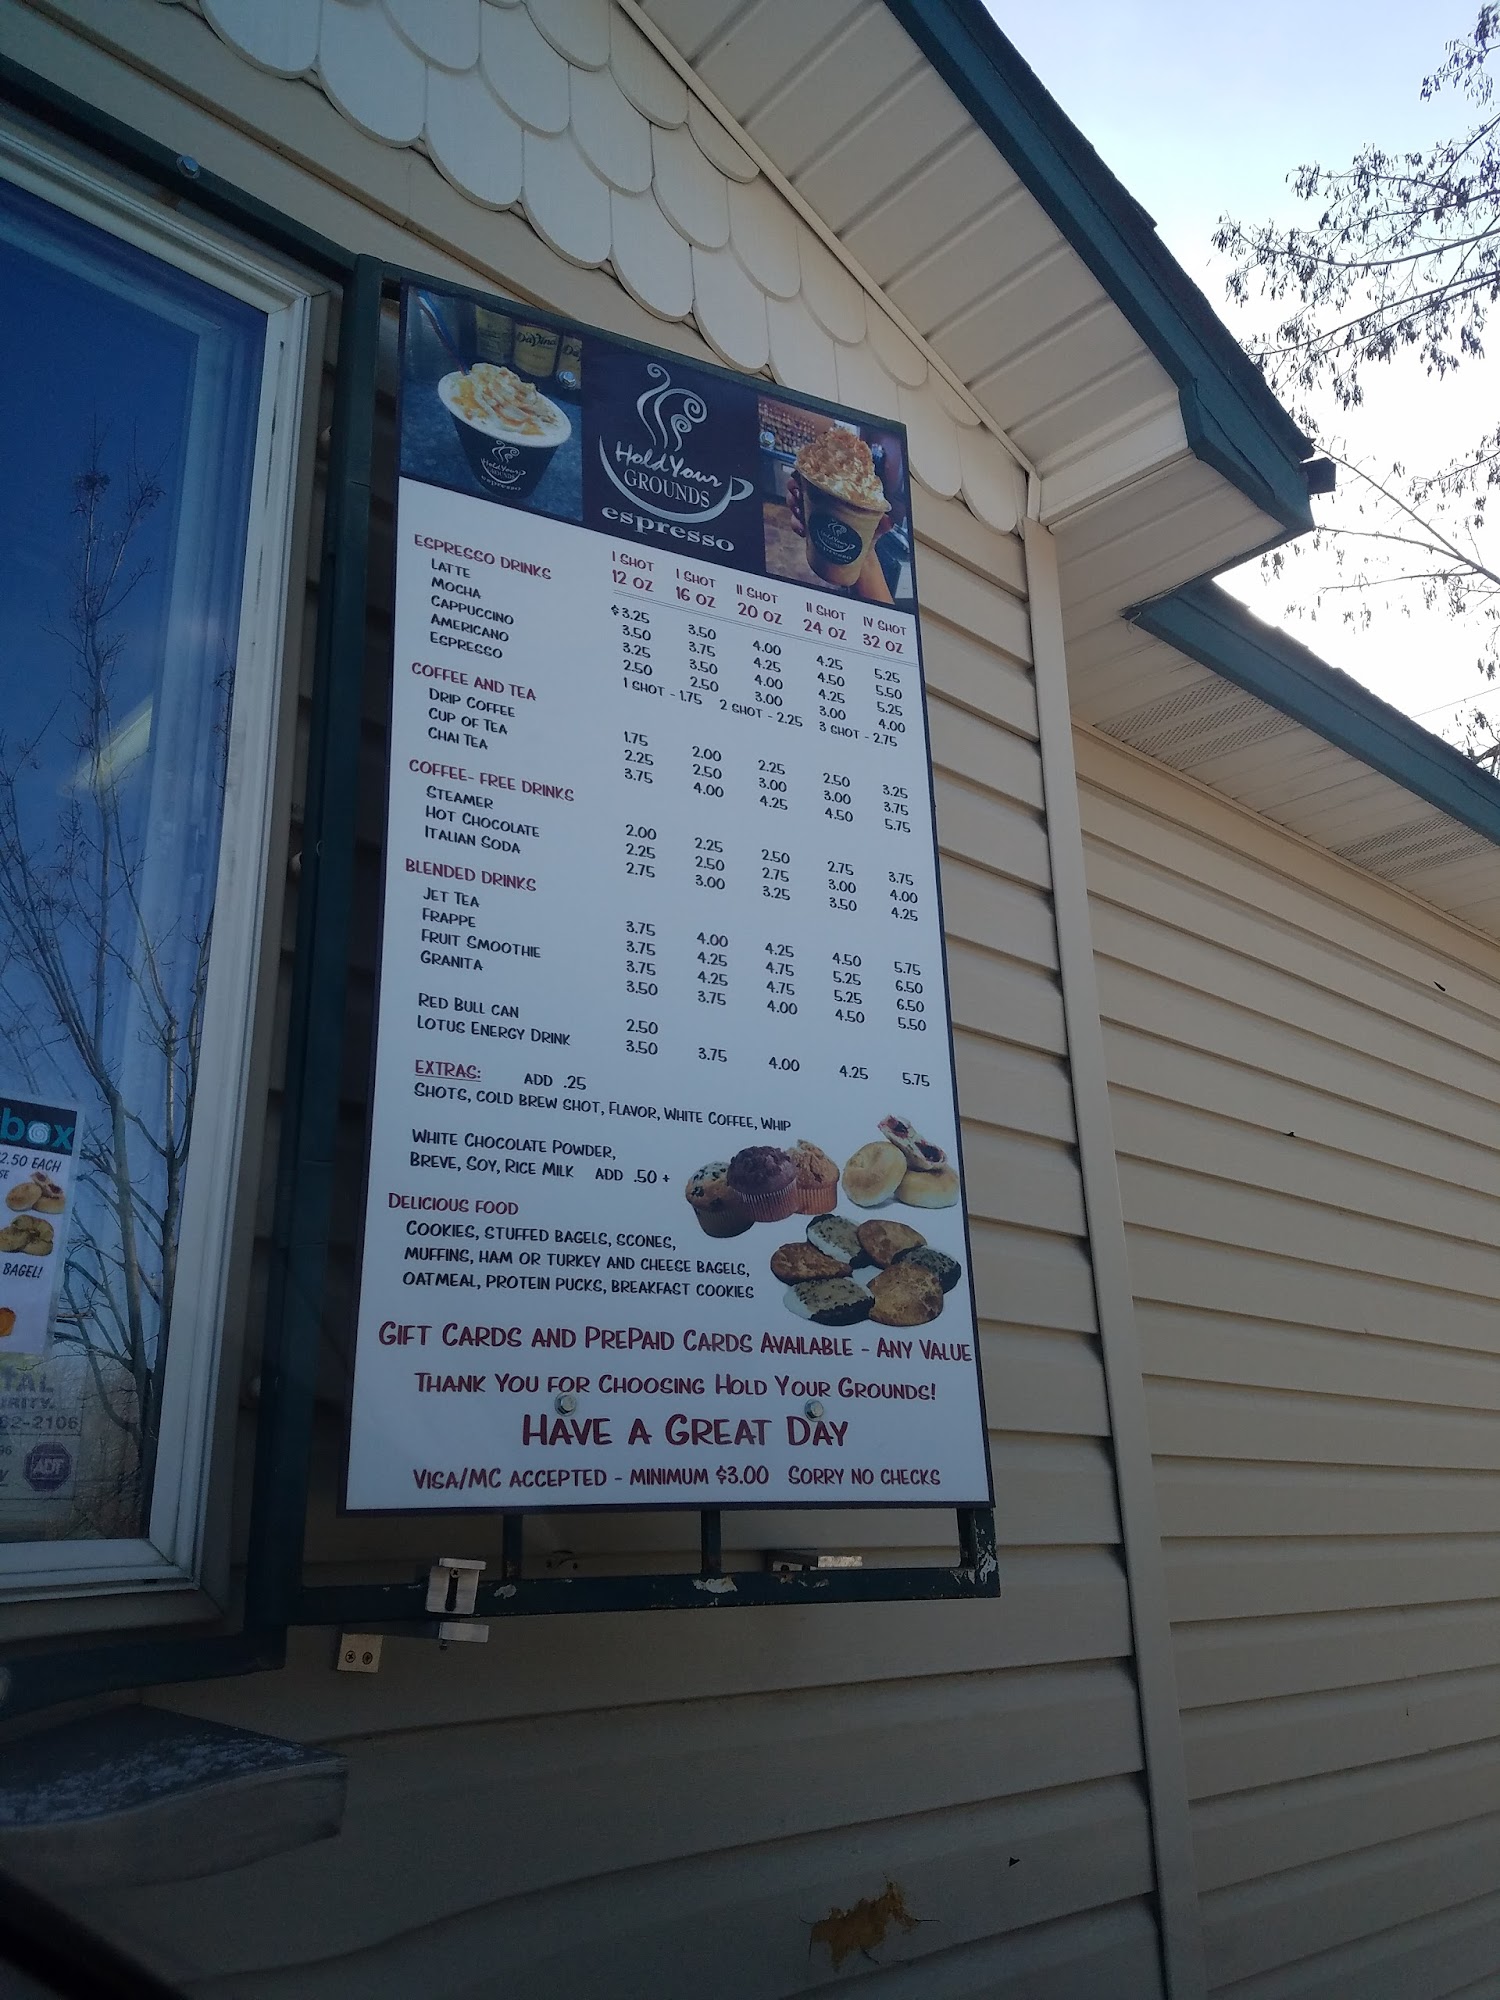 DaVinci
Hold Your
GROUNDS
espresso
Hold Your
GROUNDS
espresso
I SHOT I SHOT II SHOT II SHOT IV SHOT
12 OZ 16 OZ 20 OZ 24 OZ 32 OZ
ESPRESSO DRINKS
LATTE $3.25 3.50 4.00 4.25 5.25
MOCHA 3.50 3.75 4.25 4.50 5.50
CAPPUCCINO 3.25 3.50 4.00 4.25 5.25
AMERICANO 2.50 2.50 3.00 3.00 4.00
ESPRESSO 1 SHOT - 1.75 2 SHOT - 2.25 3 SHOT - 2.75
COFFEE AND TEA
DRIP COFFEE 1.75 2.00 2.25 2.50 3.25
CUP OF TEA 2.25 2.50 3.00 3.00 3.75
CHAI TEA 3.75 4.00 4.25 4.50 5.75
COFFEE- FREE DRINKS
STEAMER 2.00 2.25 2.50 2.75 3.75
HOT CHOCOLATE 2.25 2.50 2.75 3.00 4.00
ITALIAN SODA 2.75 3.00 3.25 3.50 4.25
BLENDED DRINKS
JET TEA 3.75 4.00 4.25 4.50 5.75
FRAPPE 3.75 4.25 4.75 5.25 6.50
FRUIT SMOOTHIE 3.75 4.25 4.75 5.25 6.50
GRANITA 3.50 3.75 4.00 4.50 5.50
RED BULL CAN 2.50
LOTUS ENERGY DRINK 3.50 3.75 4.00 4.25 5.75
EXTRAS: ADD .25
SHOTS, COLD BREW SHOT, FLAVOR, WHITE COFFEE, WHIP
WHITE CHOCOLATE POWDER,
BREVE, SOY, RICE MILK ADD .50 +
DELICIOUS FOOD
COOKIES, STUFFED BAGELS, SCONES,
MUFFINS, HAM OR TURKEY AND CHEESE BAGELS,
OATMEAL, PROTEIN PUCKS, BREAKFAST COOKIES
GIFT CARDS AND PREPAID CARDS AVAILABLE - ANY VALUE
THANK YOU FOR CHOOSING HOLD YOUR GROUNDS!
HAVE A GREAT DAY
VISA/MC ACCEPTED - MINIMUM $3.00 SORRY NO CHECKS
box
2.50 EACH
BAGEL!
TAL
82-2106
ADT